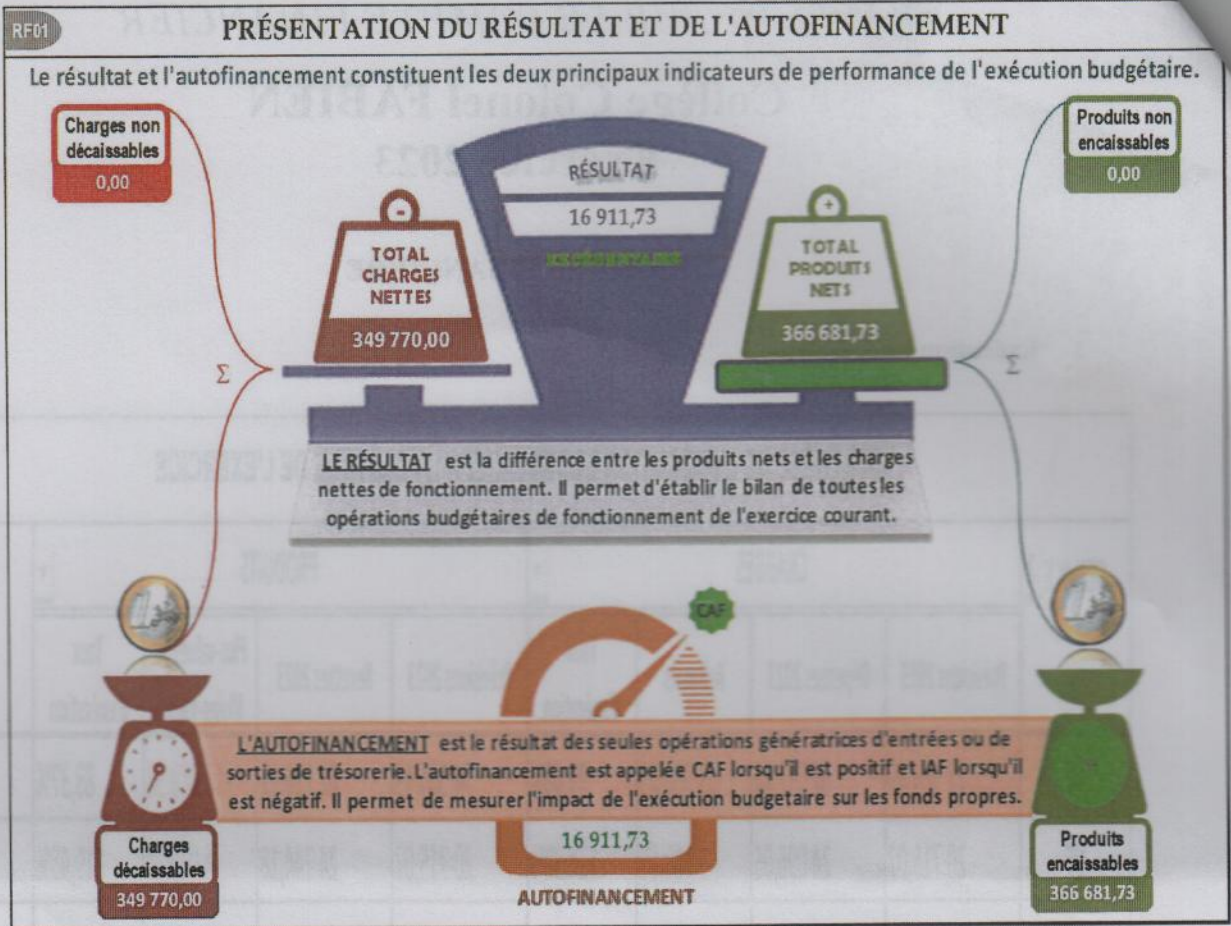 RF01
PRÉSENTATION DU RÉSULTAT ET DE L'AUTOFINANCEMENT
Le résultat et l'autofinancement constituent les deux principaux indicateurs de performance de l'exécution budgétaire.
Charges non
décaissables
0,00
Produits non
encaissables
0,00
RÉSULTAT
16 911,73
EXCÉDENTAIRE
-
TOTAL
CHARGES
NETTES
349 770,00
+
TOTAL
PRODUITS
NETS
366 681,73
Σ
Σ
LE RÉSULTAT est la différence entre les produits nets et les charges
nettes de fonctionnement. Il permet d'établir le bilan de toutes les
opérations budgétaires de fonctionnement de l'exercice courant.
CAF
L'AUTOFINANCEMENT est le résultat des seules opérations génératrices d'entrées ou de
sorties de trésorerie. L'autofinancement est appelée CAF lorsqu'il est positif et IAF lorsqu'il
est négatif. Il permet de mesurer l'impact de l'exécution budgetaire sur les fonds propres.
Charges
décaissables
349 770,00
16 911,73
AUTOFINANCEMENT
Produits
encaissables
366 681,73